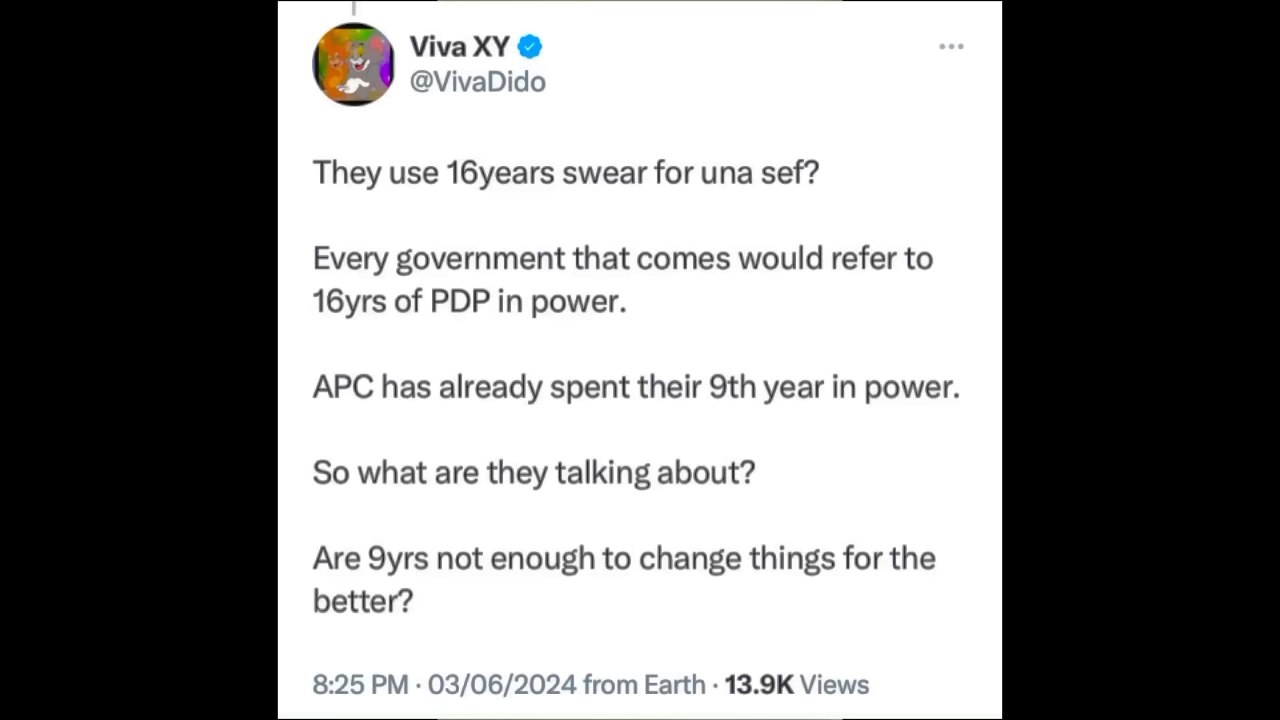 Viva XY
@VivaDido
They use 16years swear for una sef?
Every government that comes would refer to
16yrs of PDP in power.
APC has already spent their 9th year in power.
So what are they talking about?
Are 9yrs not enough to change things for the
better?
8:25 PM · 03/06/2024 from Earth · 13.9K Views